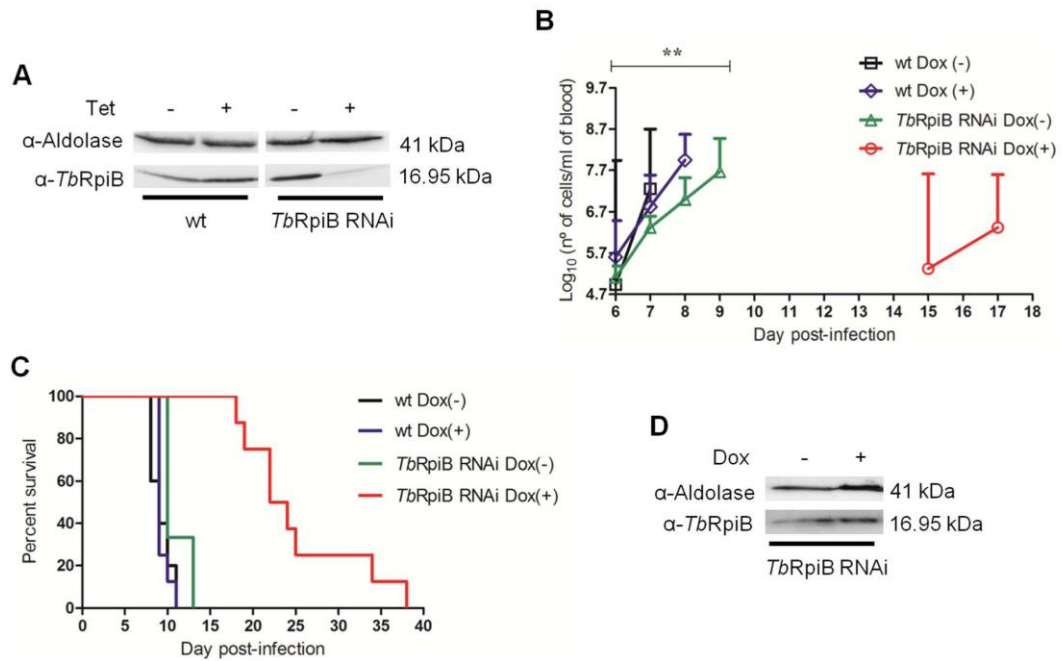 A
Tet - + - +
α-Aldolase 41 kDa
α-TbRpiB 16.95 kDa
wt TbRpiB RNAi
B
**
wt Dox (-)
wt Dox (+)
TbRpiB RNAi Dox(-)
TbRpiB RNAi Dox(+)
Log10 (nº of cells/ml of blood)
9.7
8.7
7.7
6.7
5.7
4.7
6 7 8 9 10 11 12 13 14 15 16 17 18
Day post-infection
C
wt Dox(-)
wt Dox(+)
TbRpiB RNAi Dox(-)
TbRpiB RNAi Dox(+)
Percent survival
100
80
60
40
20
0
0 5 10 15 20 25 30 35 40
Day post-infection
D
Dox - +
α-Aldolase 41 kDa
α-TbRpiB 16.95 kDa
TbRpiB RNAi